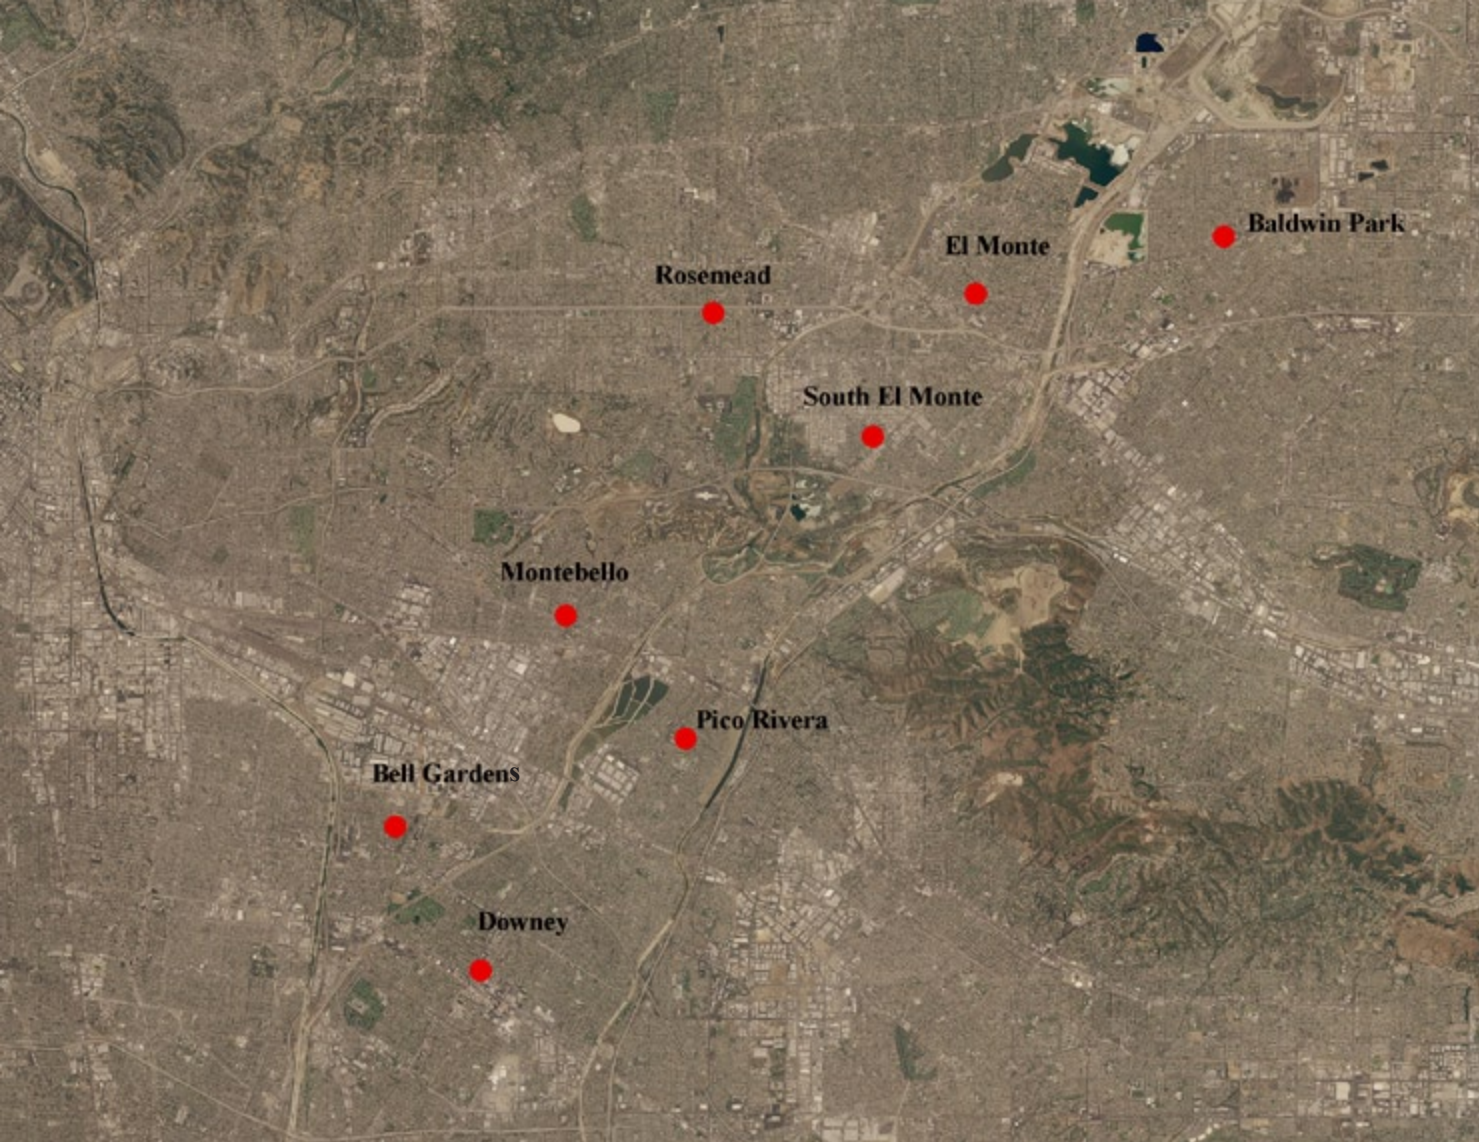 Baldwin Park
El Monte
Rosemead
South El Monte
Montebello
Pico Rivera
Bell Gardens
Downey